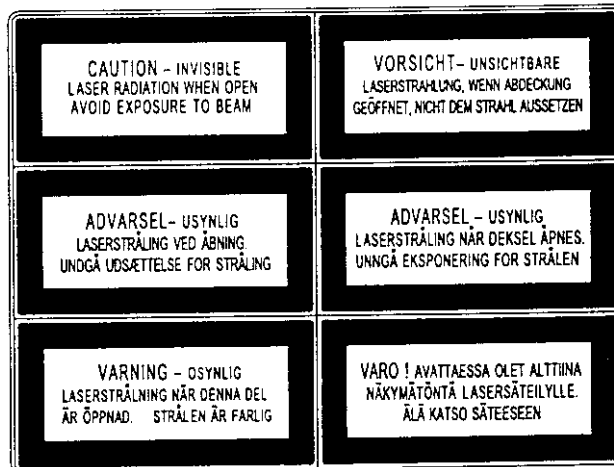 CAUTION – INVISIBLE
LASER RADIATION WHEN OPEN
AVOID EXPOSURE TO BEAM
VORSICHT – UNSICHTBARE
LASERSTRAHLUNG, WENN ABDECKUNG
GEÖFFNET, NICHT DEM STRAHL AUSSETZEN
ADVARSEL – USYNLIG
LASERSTRÅLING VED ÅBNING.
UNDGÅ UDSÆTTELSE FOR STRÅLING
ADVARSEL – USYNLIG
LASERSTRÅLING NÅR DEKSEL ÅPNES.
UNNGÅ EKSPONERING FOR STRÅLEN
VARNING – OSYNLIG
LASERSTRÅLNING NÅR DENNA DEL
ÄR ÖPPNAD. STRÅLEN ÄR FARLIG
VARO ! AVATTAESSA OLET ALTTIINA
NÄKYMÄTÖNTÄ LASERSÄTEILYLLE.
ÄLÄ KATSO SÄTEESEEN